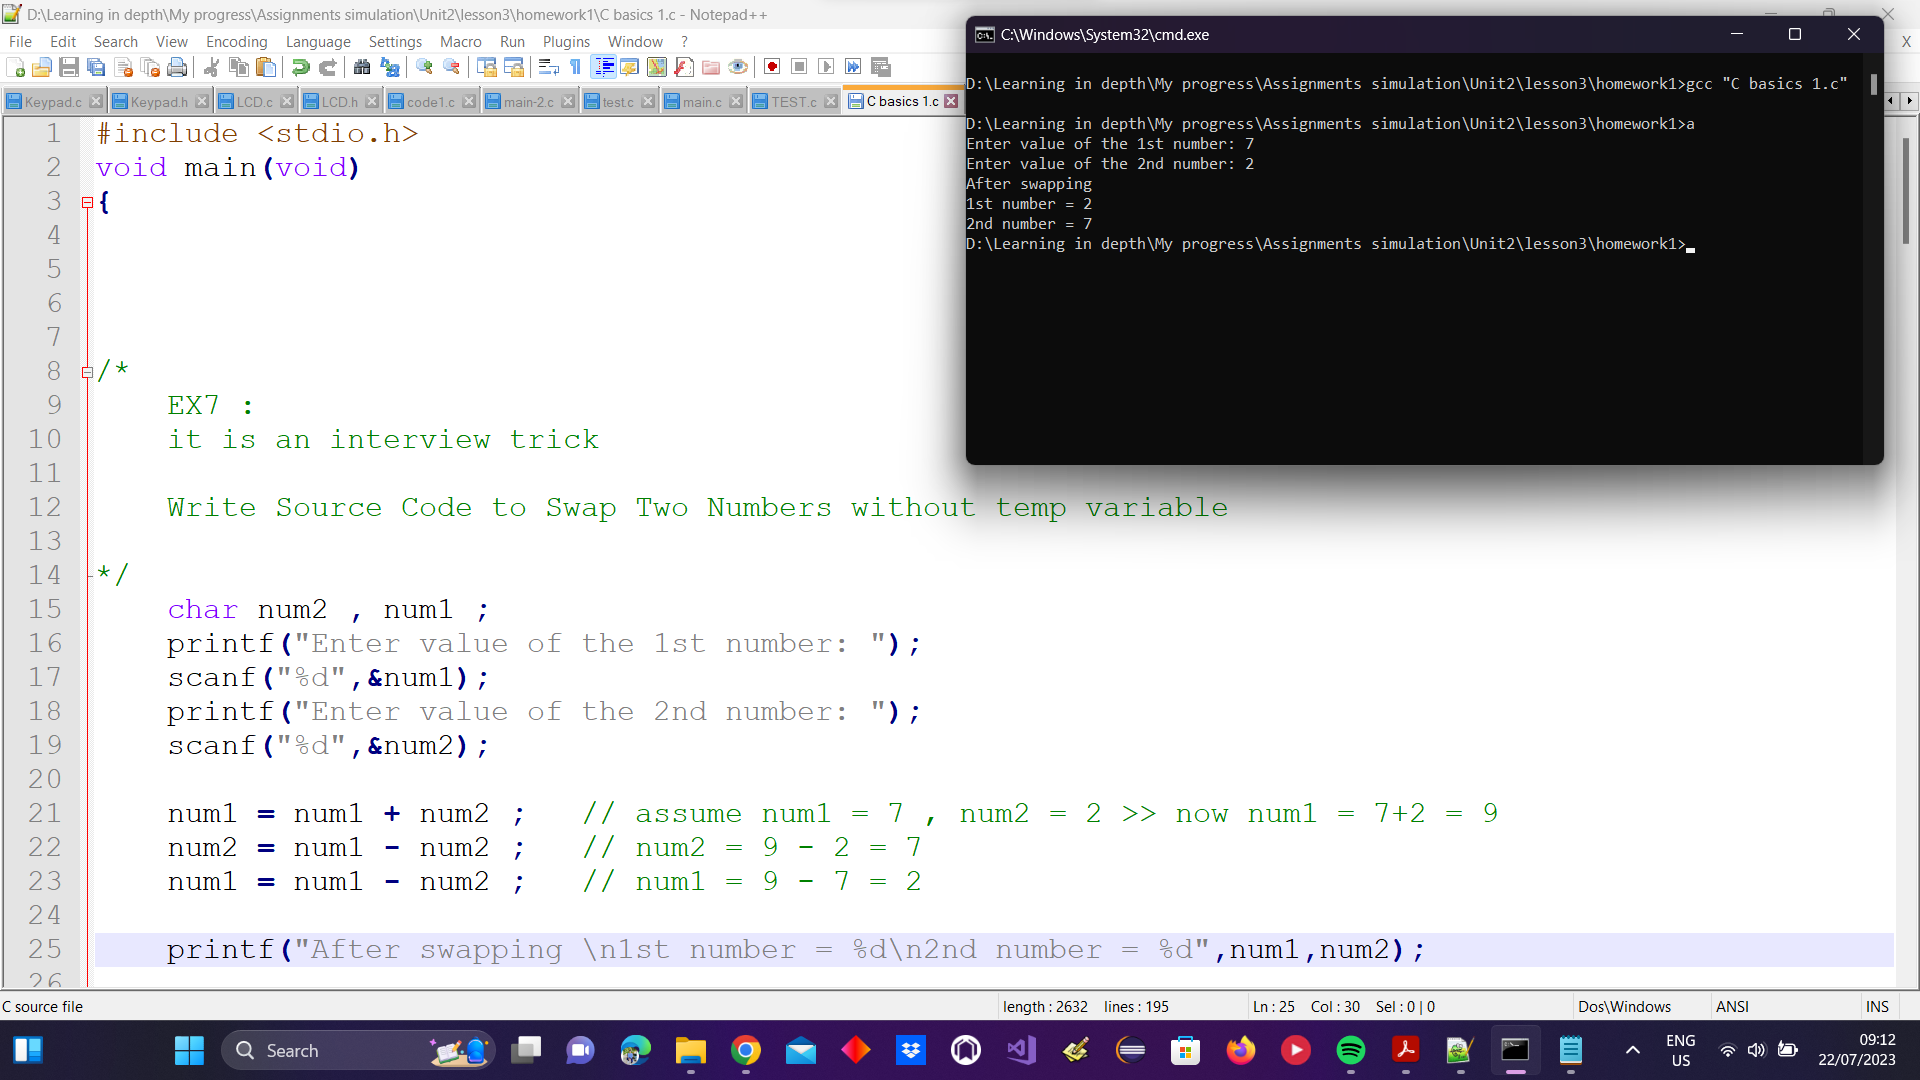 D:\Learning in depth\My progress\Assignments simulation\Unit2\lesson3\homework1\C basics 1.c - Notepad++
File Edit Search View Encoding Language Settings Macro Run Plugins Window ?
X
Keypad.c Keypad.h LCD.c LCD.h code1.c main-2.c test.c main.c TEST.c C basics 1.c
1 #include <stdio.h>
2 void main(void)
3 {
4
5
6
7
8 /*
9 EX7 :
10 it is an interview trick
11
12 Write Source Code to Swap Two Numbers without temp variable
13
14 */
15 char num2 , num1 ;
16 printf("Enter value of the 1st number: ");
17 scanf("%d",&num1);
18 printf("Enter value of the 2nd number: ");
19 scanf("%d",&num2);
20
21 num1 = num1 + num2 ; // assume num1 = 7 , num2 = 2 >> now num1 = 7+2 = 9
22 num2 = num1 - num2 ; // num2 = 9 - 2 = 7
23 num1 = num1 - num2 ; // num1 = 9 - 7 = 2
24
25 printf("After swapping \n1st number = %d\n2nd number = %d",num1,num2);
26
C:\Windows\System32\cmd.exe
D:\Learning in depth\My progress\Assignments simulation\Unit2\lesson3\homework1>gcc "C basics 1.c"
D:\Learning in depth\My progress\Assignments simulation\Unit2\lesson3\homework1>a
Enter value of the 1st number: 7
Enter value of the 2nd number: 2
After swapping
1st number = 2
2nd number = 7
D:\Learning in depth\My progress\Assignments simulation\Unit2\lesson3\homework1>
C source file length : 2632 lines : 195 Ln : 25 Col : 30 Sel : 0 | 0 Dos\Windows ANSI INS
Search
ENG
US
09:12
22/07/2023